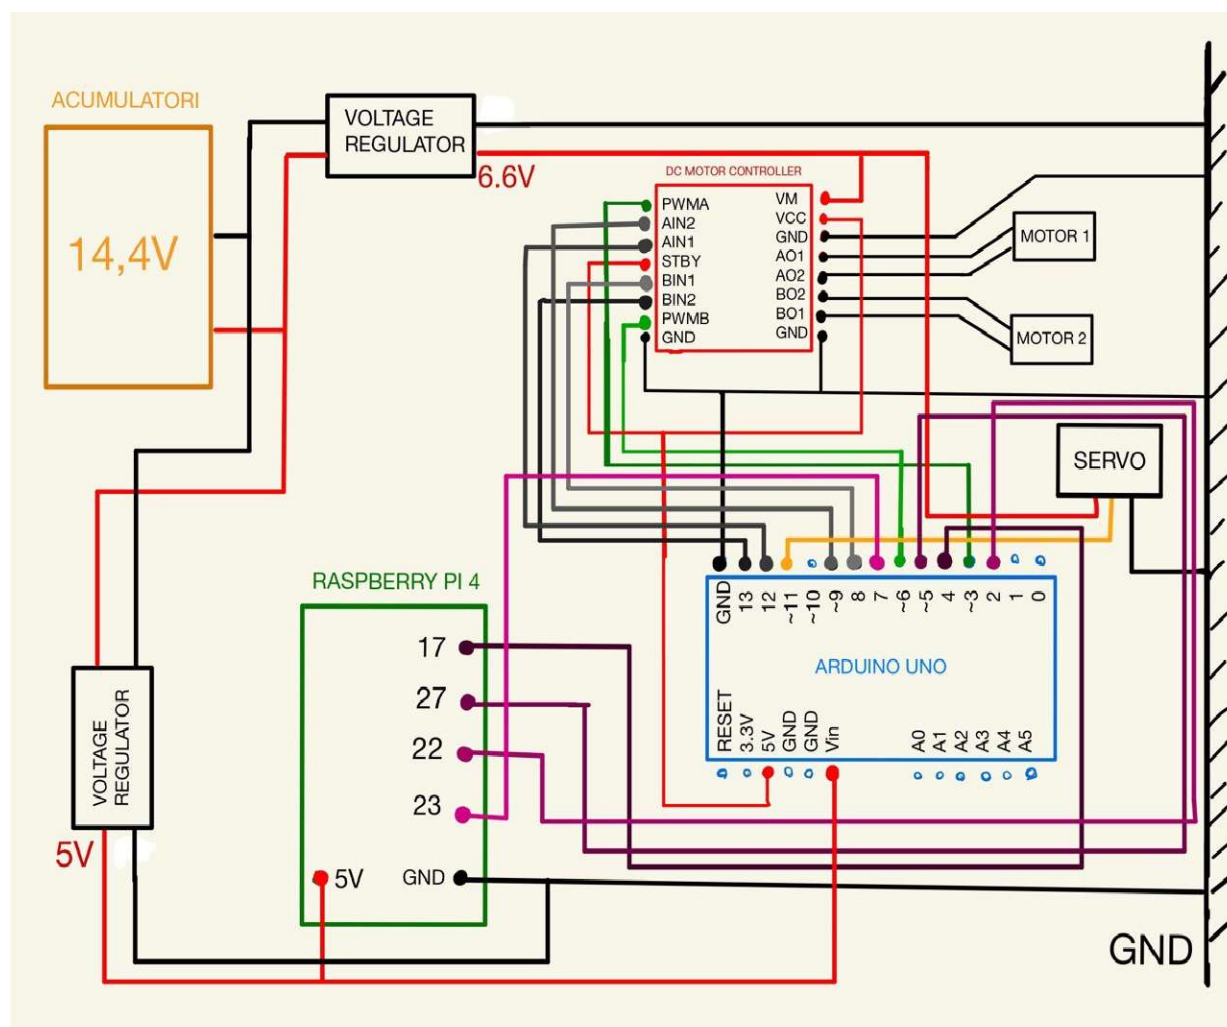 ACUMULATORI
14,4V
VOLTAGE
REGULATOR
6.6V
DC MOTOR CONTROLLER
PWMA
AIN2
AIN1
STBY
BIN1
BIN2
PWMB
GND
VM
VCC
GND
AO1
AO2
BO2
BO1
GND
MOTOR 1
MOTOR 2
SERVO
RASPBERRY PI 4
17
27
22
23
5V
GND
VOLTAGE
REGULATOR
5V
GND
13
12
~11
~10
~9
8
7
~6
~5
4
~3
2
1
0
ARDUINO UNO
RESET
3.3V
5V
GND
GND
Vin
A0
A1
A2
A3
A4
A5
GND